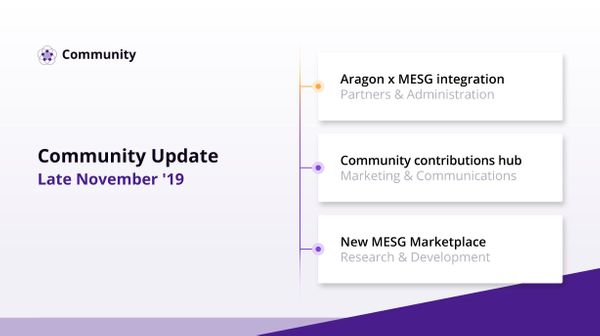 Community
Community Update
Late November '19
Aragon x MESG integration
Partners & Administration
Community contributions hub
Marketing & Communications
New MESG Marketplace
Research & Development